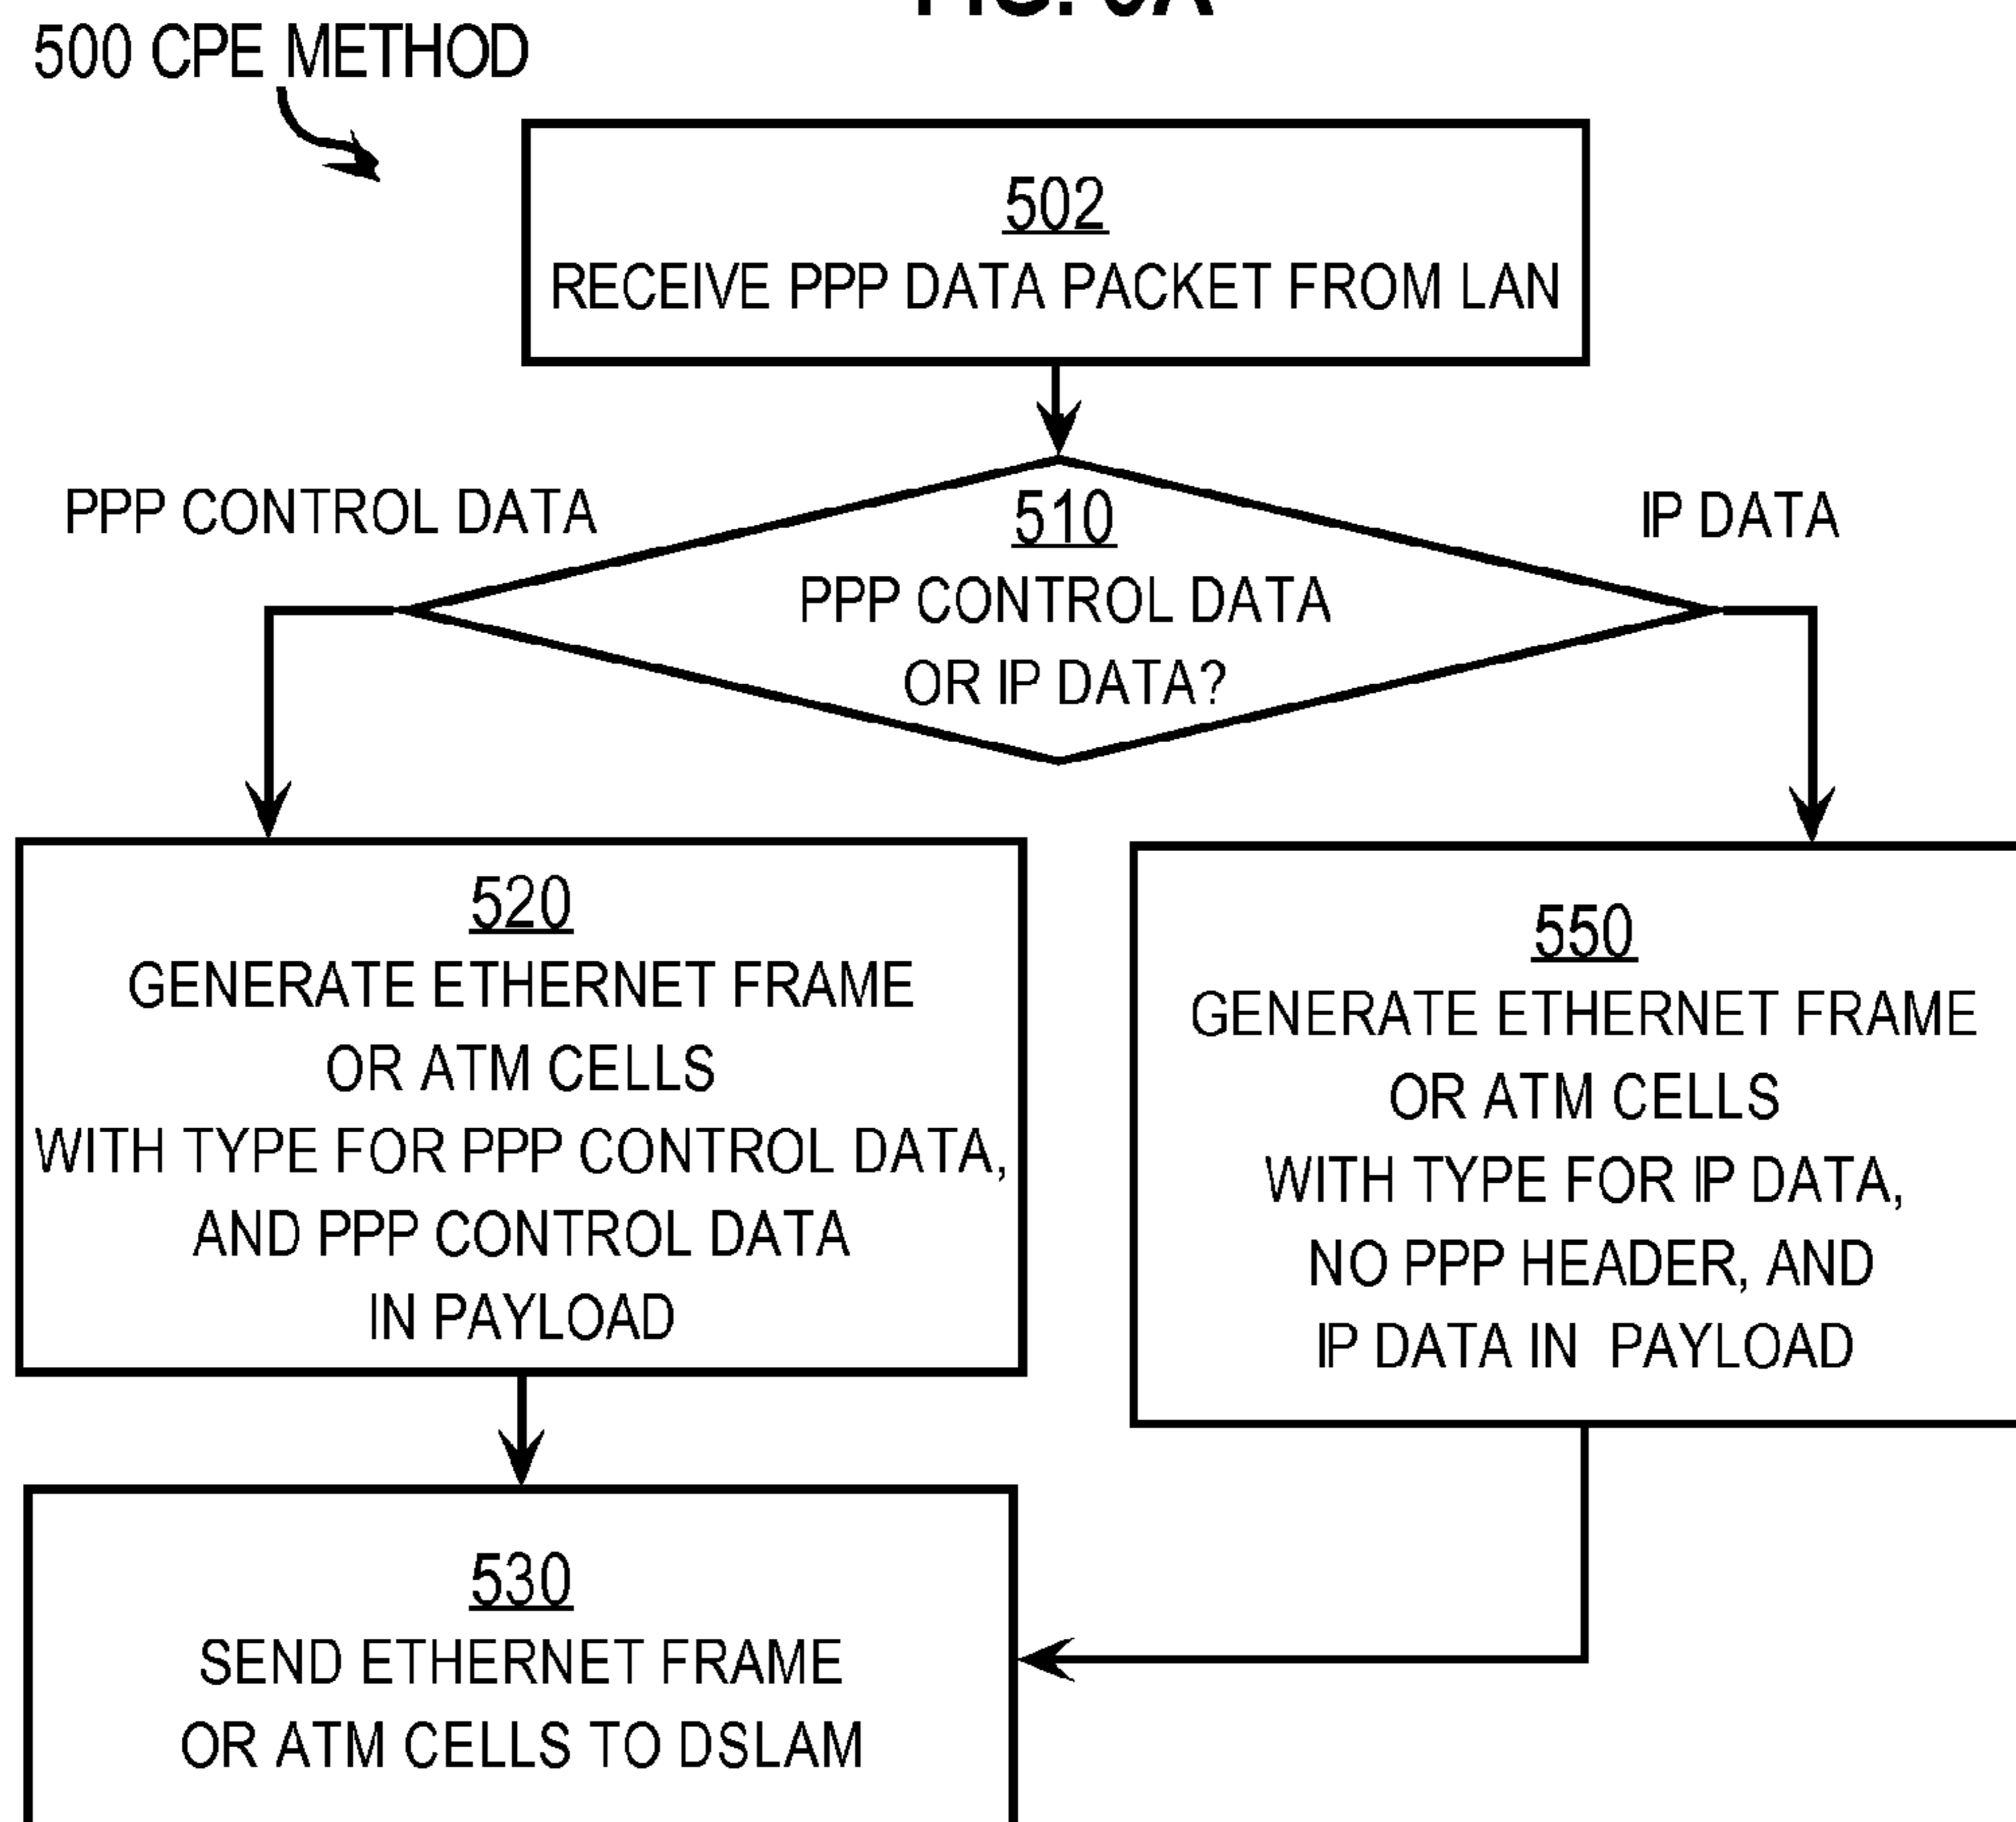 500 CPE METHOD
502
RECEIVE PPP DATA PACKET FROM LAN
PPP CONTROL DATA
510
PPP CONTROL DATA
OR IP DATA?
IP DATA
520
GENERATE ETHERNET FRAME
OR ATM CELLS
WITH TYPE FOR PPP CONTROL DATA,
AND PPP CONTROL DATA
IN PAYLOAD
550
GENERATE ETHERNET FRAME
OR ATM CELLS
WITH TYPE FOR IP DATA,
NO PPP HEADER, AND
IP DATA IN PAYLOAD
530
SEND ETHERNET FRAME
OR ATM CELLS TO DSLAM